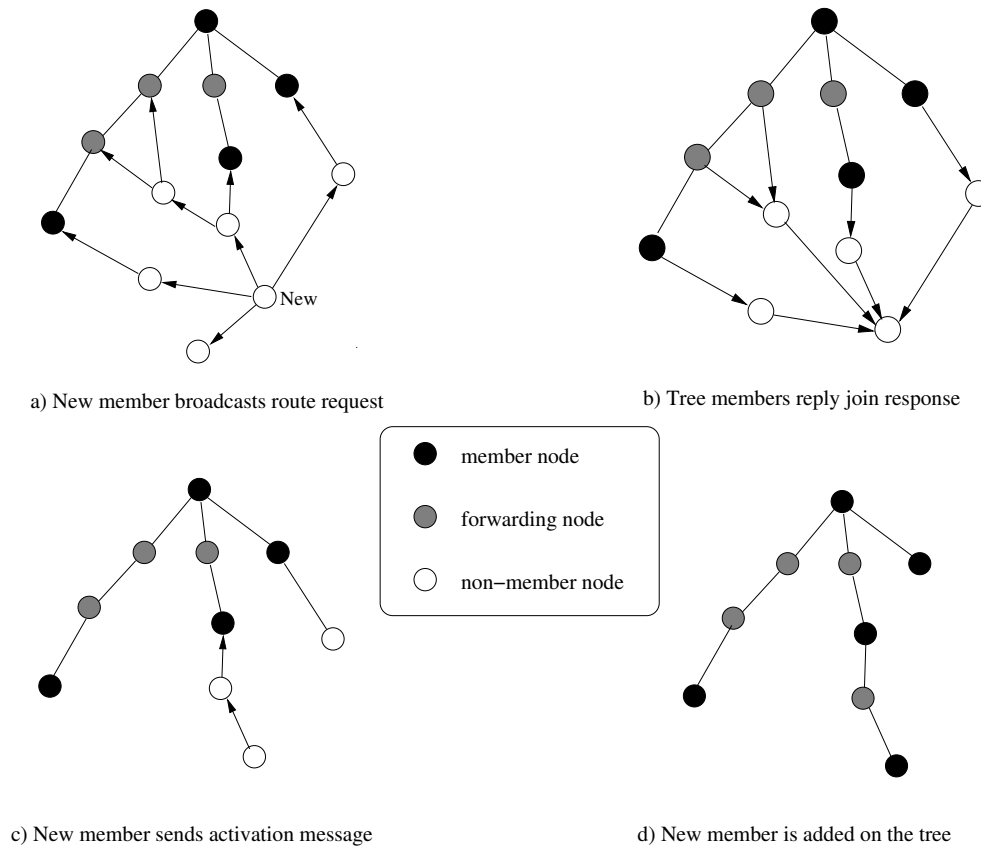 New
a) New member broadcasts route request
b) Tree members reply join response
member node
forwarding node
non−member node
c) New member sends activation message
d) New member is added on the tree